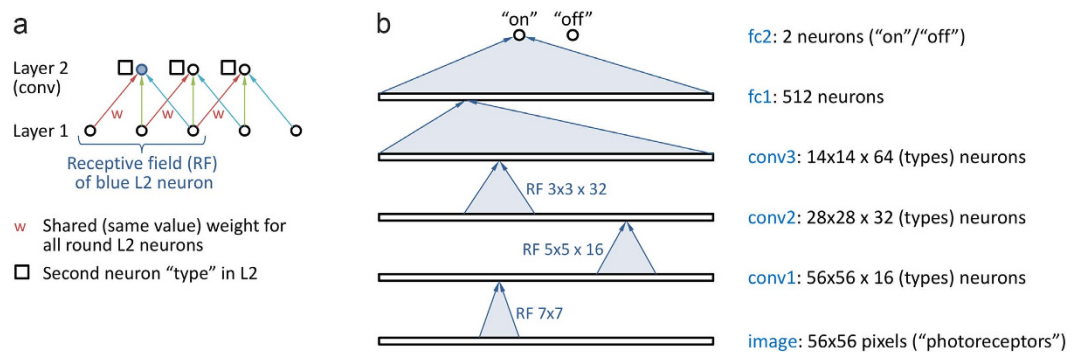 a
Layer 2
(conv)
w w w
Layer 1
Receptive field (RF)
of blue L2 neuron
w Shared (same value) weight for
all round L2 neurons
Second neuron “type” in L2
b
“on” “off”
fc2: 2 neurons (“on”/“off”)
fc1: 512 neurons
conv3: 14x14 x 64 (types) neurons
RF 3x3 x 32
conv2: 28x28 x 32 (types) neurons
RF 5x5 x 16
conv1: 56x56 x 16 (types) neurons
RF 7x7
image: 56x56 pixels (“photoreceptors”)